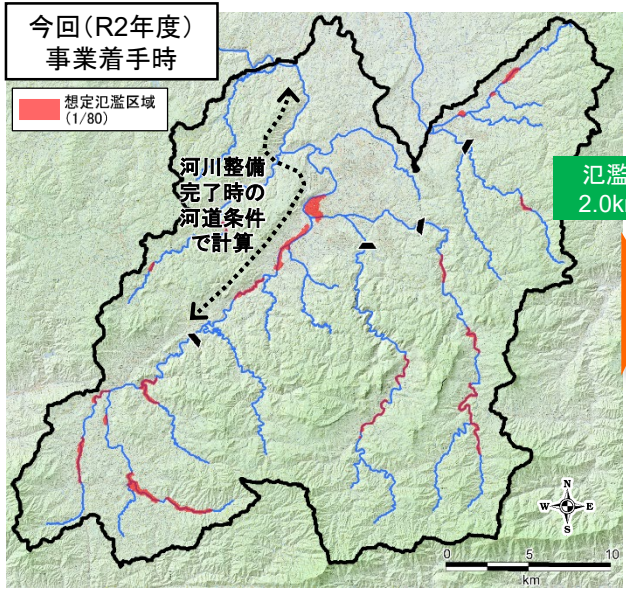 今回(R2年度)
事業着手時
想定氾濫区域
(1/80)
河川整備
完了時の
河道条件
で計算
氾濫
2.0k
N
W E
S
0 5 10
km